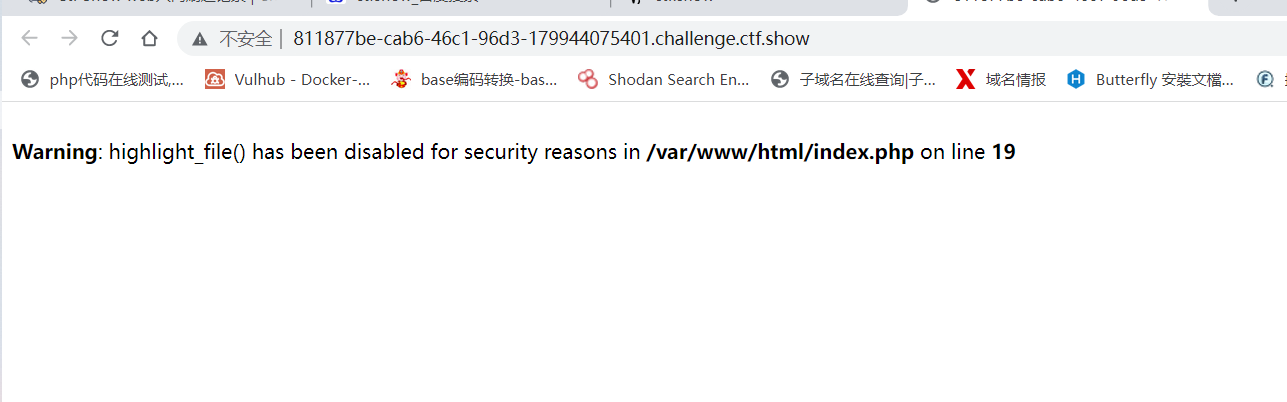 不安全 | 811877be-cab6-46c1-96d3-179944075401.challenge.ctf.show
php代码在线测试,... Vulhub - Docker-... base编码转换-bas... Shodan Search En... 子域名在线查询|子... 域名情报 Butterfly 安裝文檔...
Warning: highlight_file() has been disabled for security reasons in /var/www/html/index.php on line 19